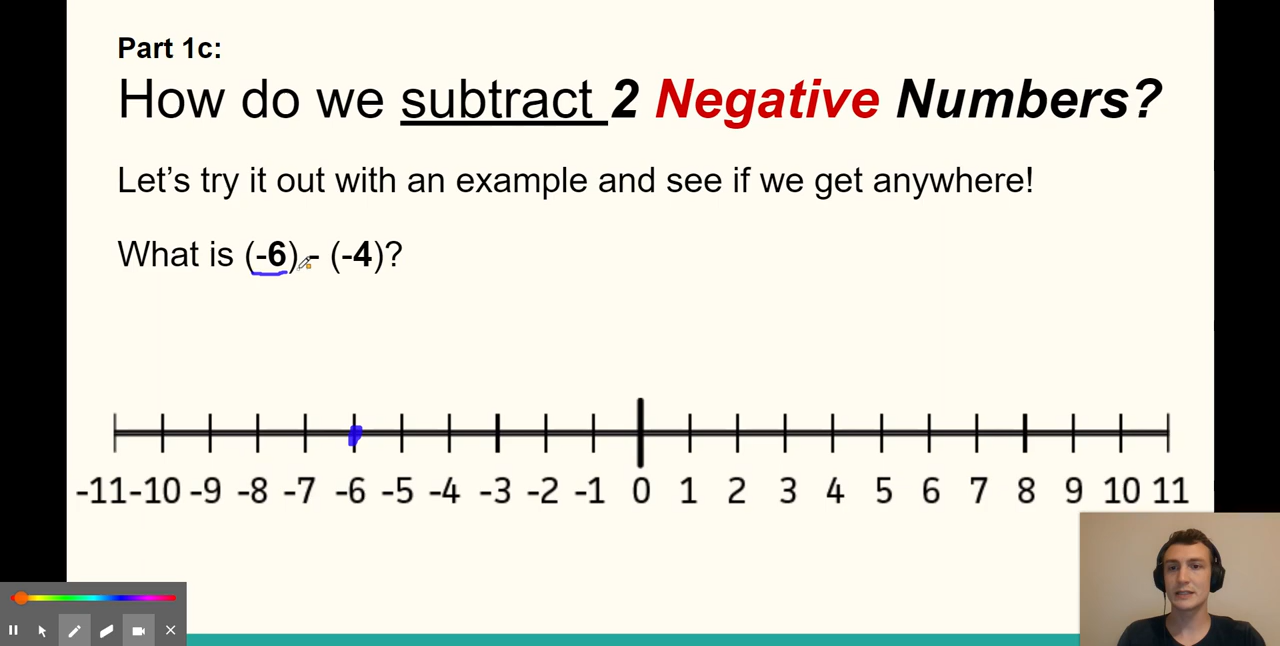 Part 1c:
How do we subtract 2 Negative Numbers?
Let’s try it out with an example and see if we get anywhere!
What is (-6) - (-4)?
-11 -10 -9 -8 -7 -6 -5 -4 -3 -2 -1 0 1 2 3 4 5 6 7 8 9 10 11